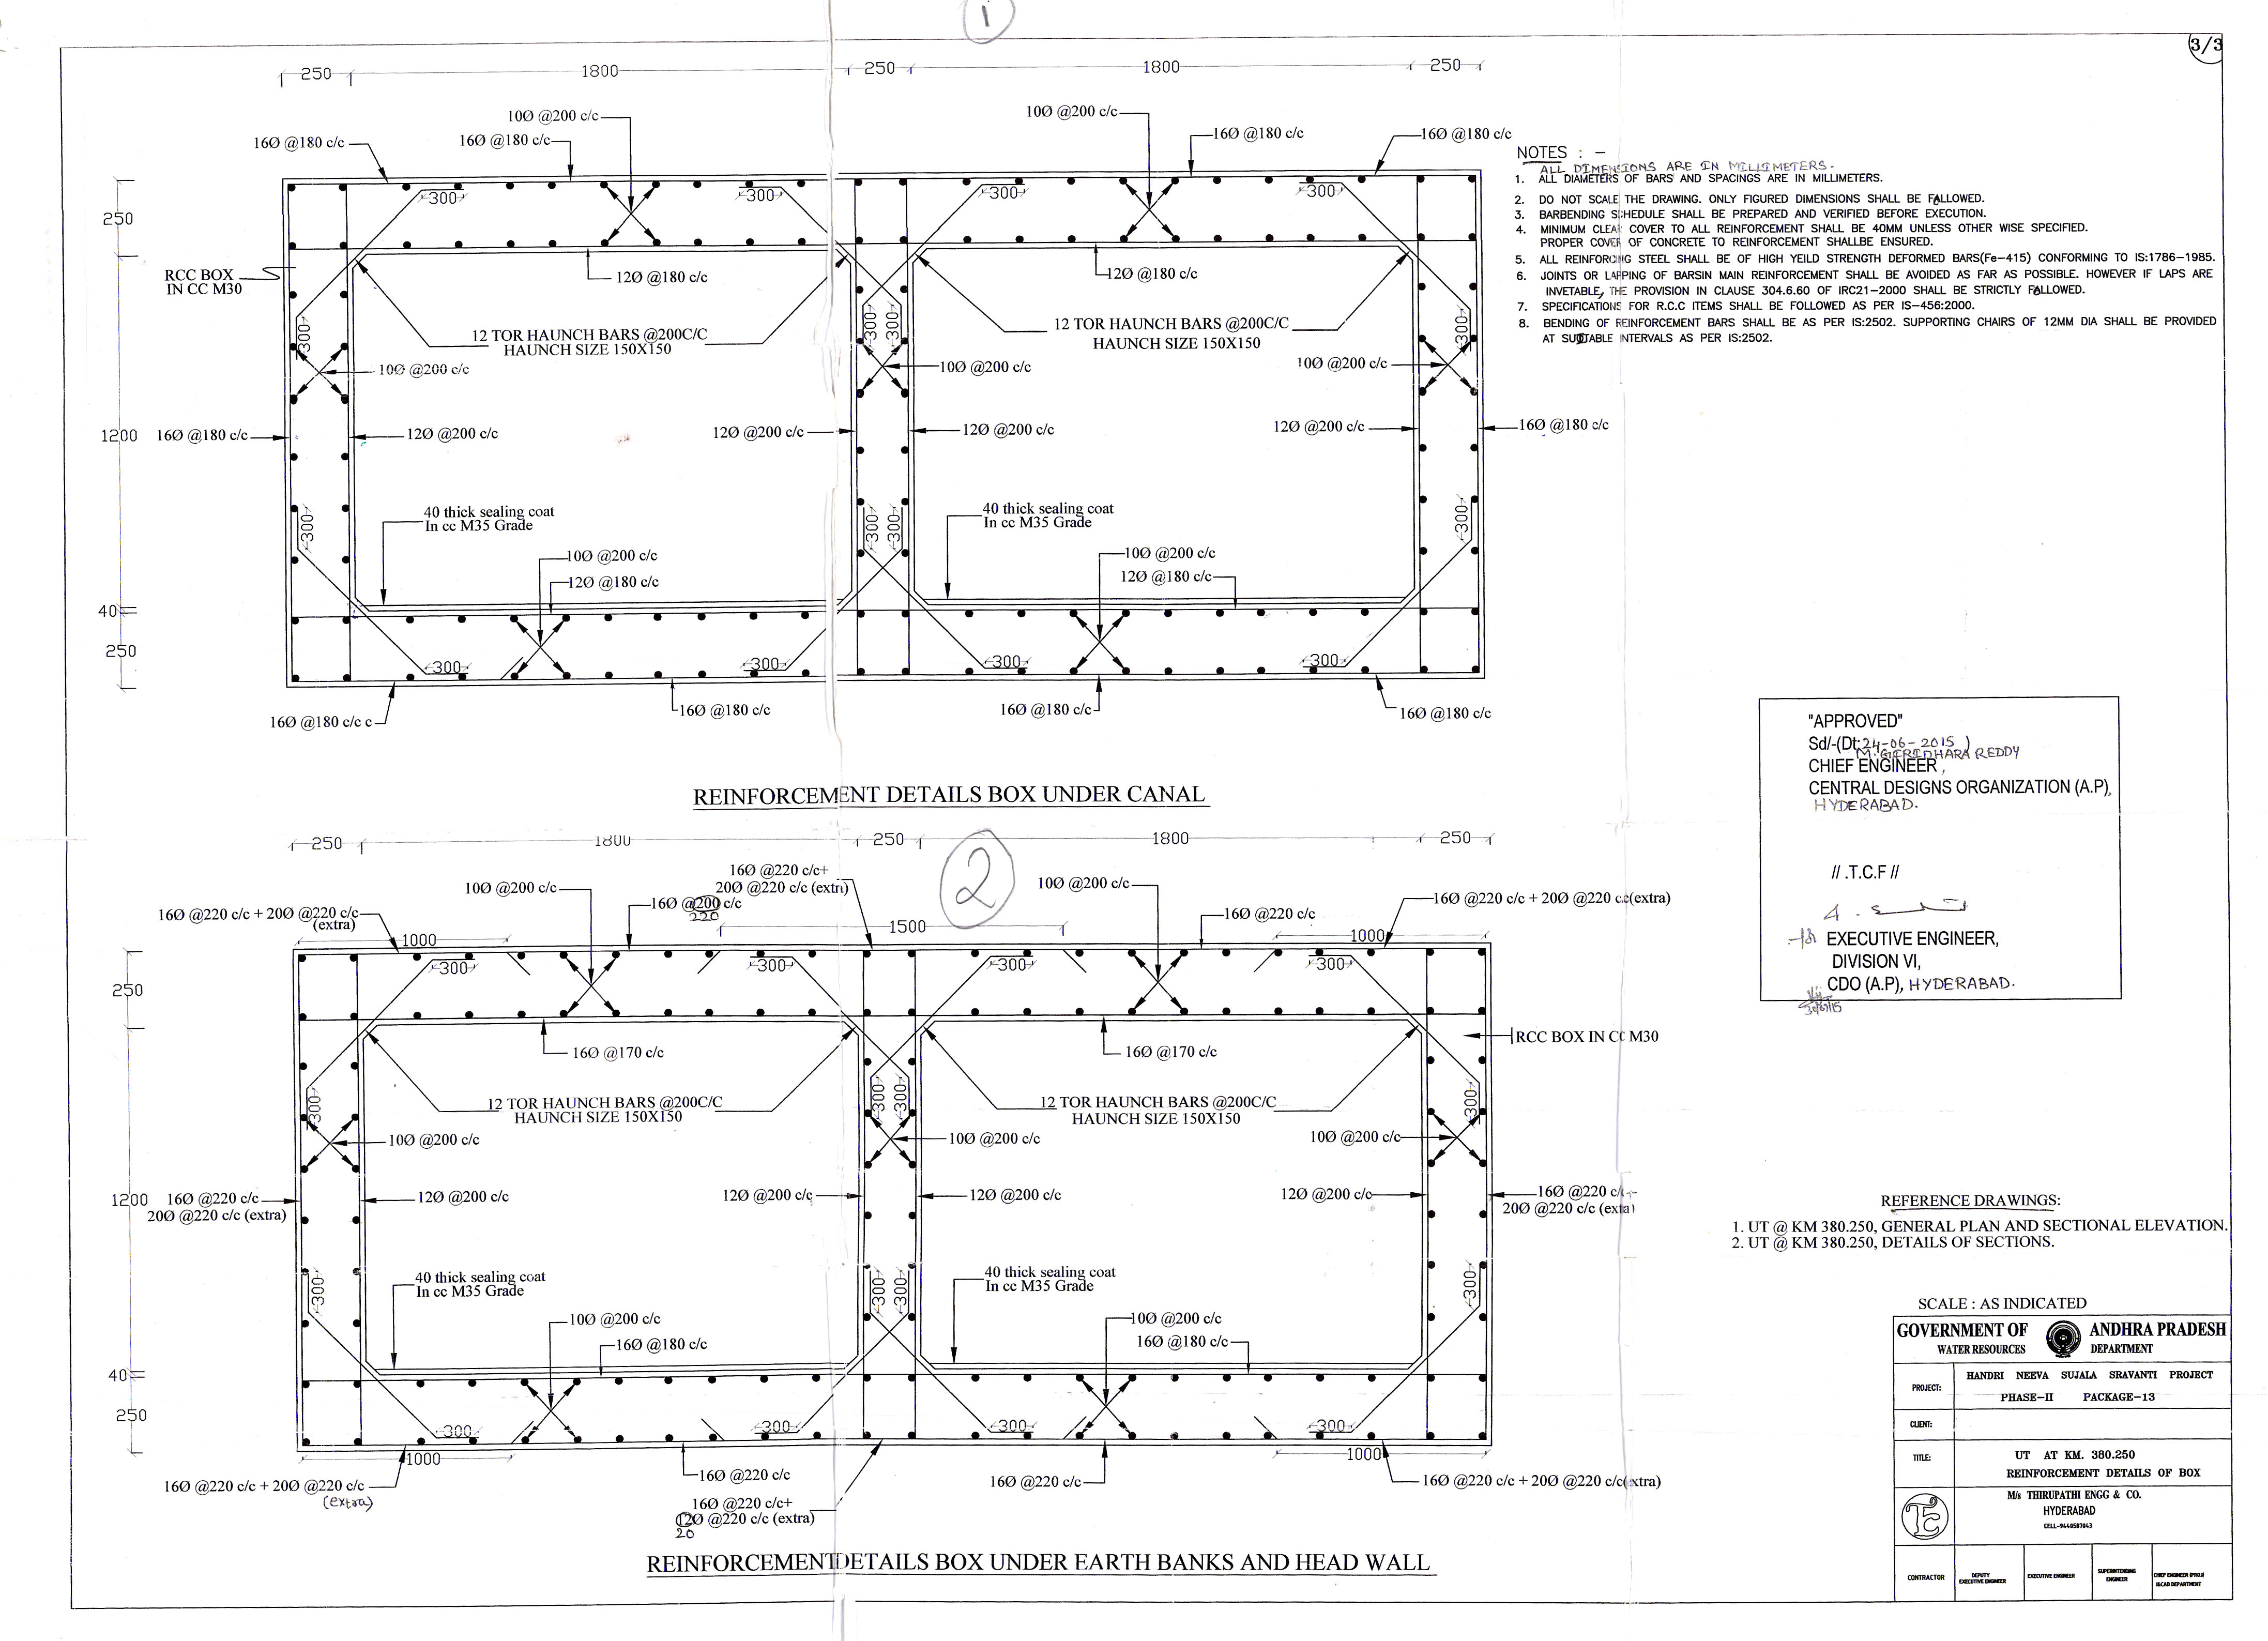 1
3/3
250 1800 250 1800 250
10Ø @200 c/c
16Ø @180 c/c
16Ø @180 c/c
10Ø @200 c/c
16Ø @180 c/c
16Ø @180 c/c
NOTES : -
ALL DIMENSIONS ARE IN MILLIMETERS.
1. ALL DIAMETERS OF BARS AND SPACINGS ARE IN MILLIMETERS.
2. DO NOT SCALE THE DRAWING. ONLY FIGURED DIMENSIONS SHALL BE FOLLOWED.
3. BARBENDING SCHEDULE SHALL BE PREPARED AND VERIFIED BEFORE EXECUTION.
4. MINIMUM CLEAR COVER TO ALL REINFORCEMENT SHALL BE 40MM UNLESS OTHER WISE SPECIFIED.
PROPER COVER OF CONCRETE TO REINFORCEMENT SHALLBE ENSURED.
5. ALL REINFORCING STEEL SHALL BE OF HIGH YEILD STRENGTH DEFORMED BARS(Fe-415) CONFORMING TO IS:1786-1985.
6. JOINTS OR LAPPING OF BARSIN MAIN REINFORCEMENT SHALL BE AVOIDED AS FAR AS POSSIBLE. HOWEVER IF LAPS ARE
INVETABLE, THE PROVISION IN CLAUSE 304.6.60 OF IRC21-2000 SHALL BE STRICTLY FOLLOWED.
7. SPECIFICATIONS FOR R.C.C ITEMS SHALL BE FOLLOWED AS PER IS-456:2000.
8. BENDING OF REINFORCEMENT BARS SHALL BE AS PER IS:2502. SUPPORTING CHAIRS OF 12MM DIA SHALL BE PROVIDED
AT SUITABLE INTERVALS AS PER IS:2502.
250
300 300 300 300
RCC BOX
IN CC M30
12Ø @180 c/c
12Ø @180 c/c
300 300 300 300
12 TOR HAUNCH BARS @200C/C
HAUNCH SIZE 150X150
12 TOR HAUNCH BARS @200C/C
HAUNCH SIZE 150X150
10Ø @200 c/c
10Ø @200 c/c
10Ø @200 c/c
1200
16Ø @180 c/c
12Ø @200 c/c
12Ø @200 c/c
12Ø @200 c/c
12Ø @200 c/c
16Ø @180 c/c
40 thick sealing coat
In cc M35 Grade
40 thick sealing coat
In cc M35 Grade
300 300 300 300
10Ø @200 c/c
12Ø @180 c/c
10Ø @200 c/c
12Ø @180 c/c
40
250
300 300 300 300
16Ø @180 c/c c
16Ø @180 c/c
16Ø @180 c/c
16Ø @180 c/c
REINFORCEMENT DETAILS BOX UNDER CANAL
"APPROVED"
Sd/-(Dt:24-06-2015)
M. GIRIDHARA REDDY
CHIEF ENGINEER,
CENTRAL DESIGNS ORGANIZATION (A.P),
HYDERABAD.
// .T.C.F //
EXECUTIVE ENGINEER,
DIVISION VI,
CDO (A.P), HYDERABAD.
2
250 1800 250 1800 250
16Ø @220 c/c+
20Ø @220 c/c (extra)
10Ø @200 c/c
16Ø @200 c/c
220
10Ø @200 c/c
16Ø @220 c/c
16Ø @220 c/c + 20Ø @220 c/c
(extra)
16Ø @220 c/c + 20Ø @220 c.c(extra)
1000 1500 1000
250
300 300 300 300
16Ø @170 c/c
16Ø @170 c/c
RCC BOX IN CC M30
300 300 300 300
12 TOR HAUNCH BARS @200C/C
HAUNCH SIZE 150X150
12 TOR HAUNCH BARS @200C/C
HAUNCH SIZE 150X150
10Ø @200 c/c
10Ø @200 c/c
10Ø @200 c/c
1200
16Ø @220 c/c
20Ø @220 c/c (extra)
12Ø @200 c/c
12Ø @200 c/c
12Ø @200 c/c
12Ø @200 c/c
16Ø @220 c/c+
20Ø @220 c/c (extra)
40 thick sealing coat
In cc M35 Grade
40 thick sealing coat
In cc M35 Grade
300 300 300 300
10Ø @200 c/c
16Ø @180 c/c
10Ø @200 c/c
16Ø @180 c/c
40
250
300 300 300 300
1000 1000
16Ø @220 c/c + 20Ø @220 c/c
(extra)
16Ø @220 c/c
16Ø @220 c/c+
12Ø @220 c/c (extra)
20
16Ø @220 c/c
16Ø @220 c/c + 20Ø @220 c/c(extra)
REINFORCEMENT DETAILS BOX UNDER EARTH BANKS AND HEAD WALL
REFERENCE DRAWINGS:
1. UT @ KM 380.250, GENERAL PLAN AND SECTIONAL ELEVATION.
2. UT @ KM 380.250, DETAILS OF SECTIONS.
SCALE : AS INDICATED
GOVERNMENT OF ANDHRA PRADESH
WATER RESOURCES DEPARTMENT
PROJECT: HANDRI NEEVA SUJALA SRAVANTI PROJECT
PHASE-II PACKAGE-13
CLIENT:
TITLE: UT AT KM. 380.250
REINFORCEMENT DETAILS OF BOX
M/s THIRUPATHI ENGG & CO.
HYDERABAD
CELL-9440587043
CONTRACTOR
DEPUTY
EXECUTIVE ENGINEER
EXECUTIVE ENGINEER
SUPERINTENDING
ENGINEER
CHIEF ENGINEER (PROJ)
I&CAD DEPARTMENT